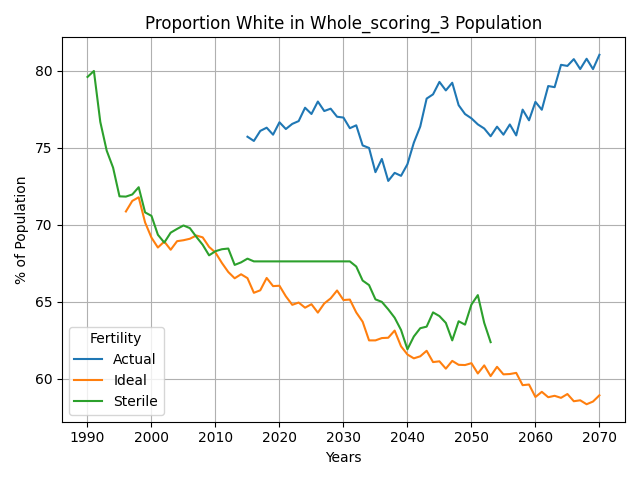 Proportion White in Whole_scoring_3 Population
% of Population
80
75
70
65
60
Fertility
Actual
Ideal
Sterile
1990 2000 2010 2020 2030 2040 2050 2060 2070
Years